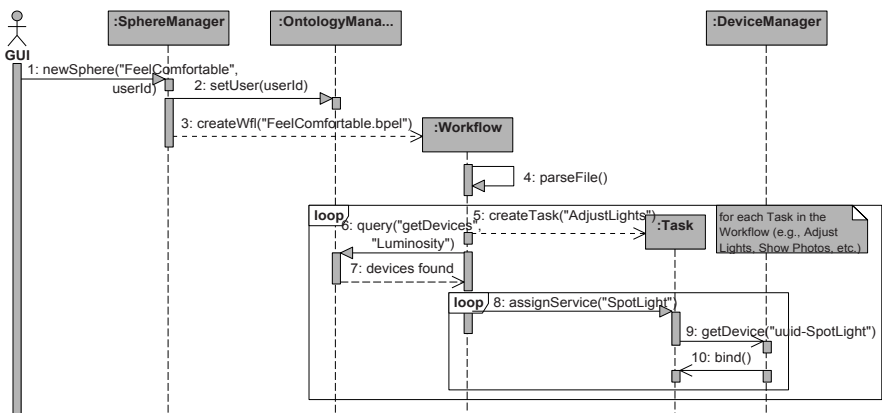 :SphereManager
:OntologyMana...
:DeviceManager
GUI
1: newSphere("FeelComfortable",
userId)
2: setUser(userId)
3: createWfl("FeelComfortable.bpel")
:Workflow
4: parseFile()
loop
5: createTask("AdjustLights")
:Task
for each Task in the
Workflow (e.g., Adjust
Lights, Show Photos, etc.)
6: query("getDevices",
"Luminosity")
7: devices found
loop
8: assignService("SpotLight")
9: getDevice("uuid-SpotLight")
10: bind()